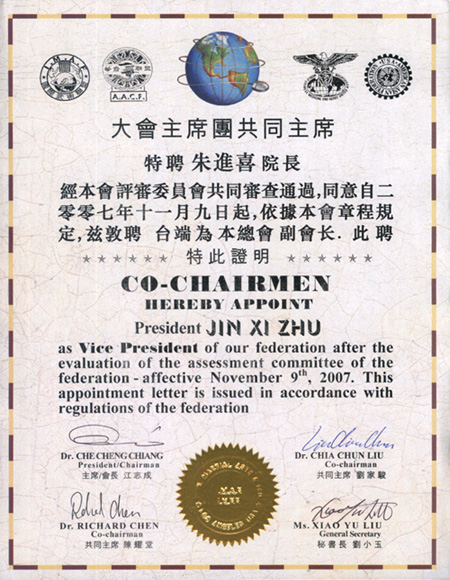 A.A.C.F.
大會主席團共同主席
特聘 朱進喜 院長
經本會評審委員會共同審查通過,同意自二
零零七年十一月九日起,依據本會章程規
定,茲敦聘 台端為本總會副會长. 此聘
★★★★★★ 特此證明 ★★★★★★
CO-CHAIRMEN
HEREBY APPOINT
President JIN XI ZHU
as Vice President of our federation after the
evaluation of the assessment committee of the
federation - affective November 9th, 2007. This
appointment letter is issued in accordance with
regulations of the federation
Dr. CHE CHENG CHIANG
President/Chairman
主席/會長 江志成
Dr. CHIA CHUN LIU
Co-chairman
共同主席 劉家駿
Dr. RICHARD CHEN
Co-chairman
共同主席 陳耀堂
Ms. XIAO YU LIU
General Secretary
秘書長 劉小玉